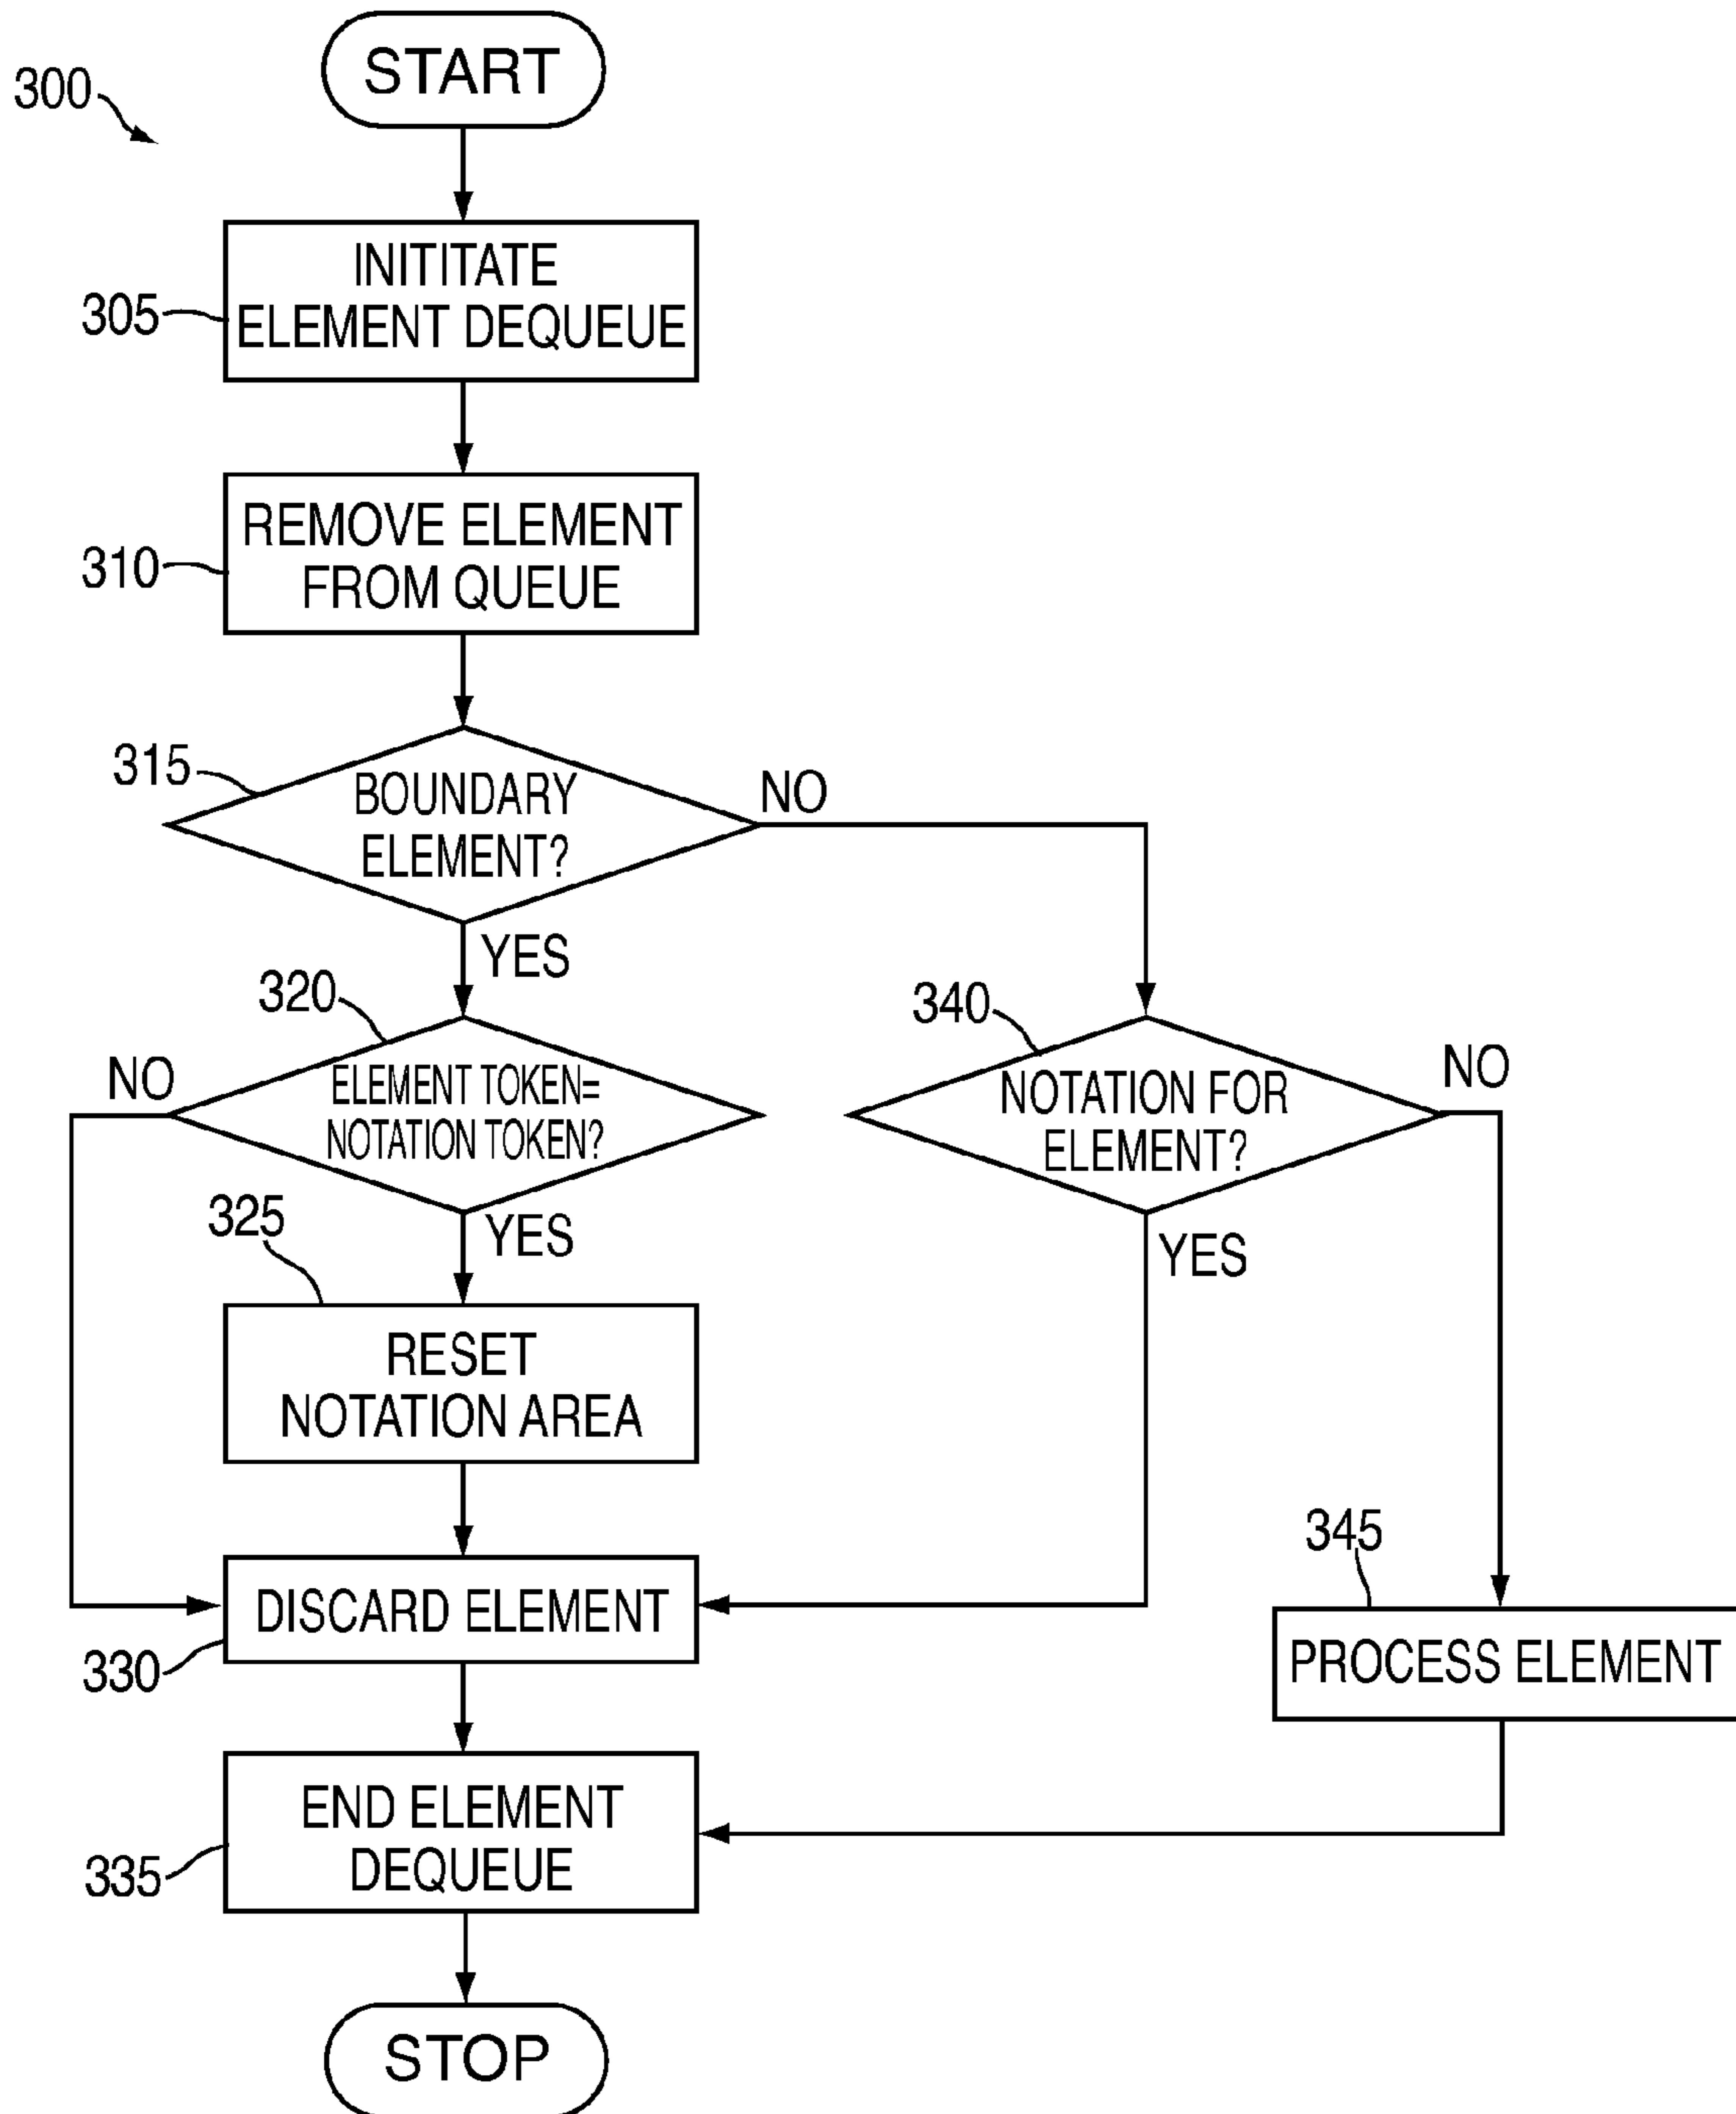 START
300
INITITATE
ELEMENT DEQUEUE
305
REMOVE ELEMENT
FROM QUEUE
310
315
BOUNDARY
ELEMENT?
NO
YES
320
340
NO
ELEMENT TOKEN=
NOTATION TOKEN?
NOTATION FOR
ELEMENT?
NO
325
YES
YES
RESET
NOTATION AREA
345
DISCARD ELEMENT
330
PROCESS ELEMENT
END ELEMENT
DEQUEUE
335
STOP